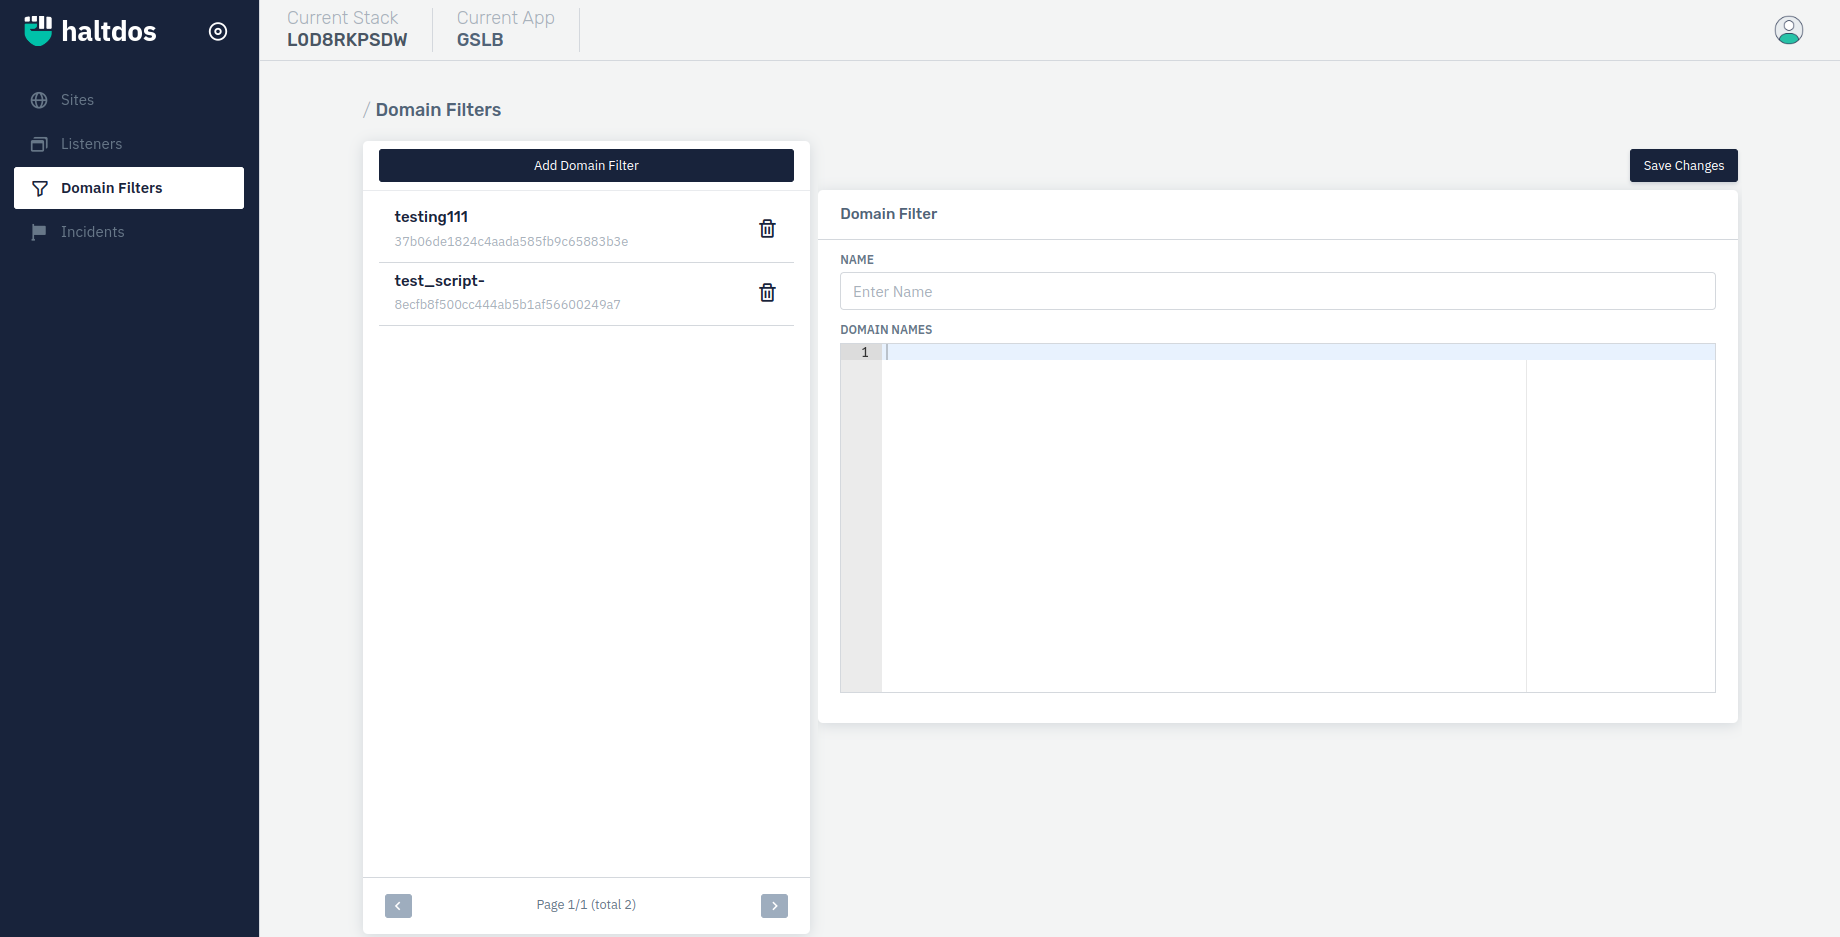 haltdos
Current Stack
L0D8RKPSDW
Current App
GSLB
Sites
Listeners
Domain Filters
Incidents
/ Domain Filters
Add Domain Filter
testing111
37b06de1824c4aada585fb9c65883b3e
test_script-
8ecfb8f500cc444ab5b1af56600249a7
Page 1/1 (total 2)
Save Changes
Domain Filter
NAME
Enter Name
DOMAIN NAMES
1